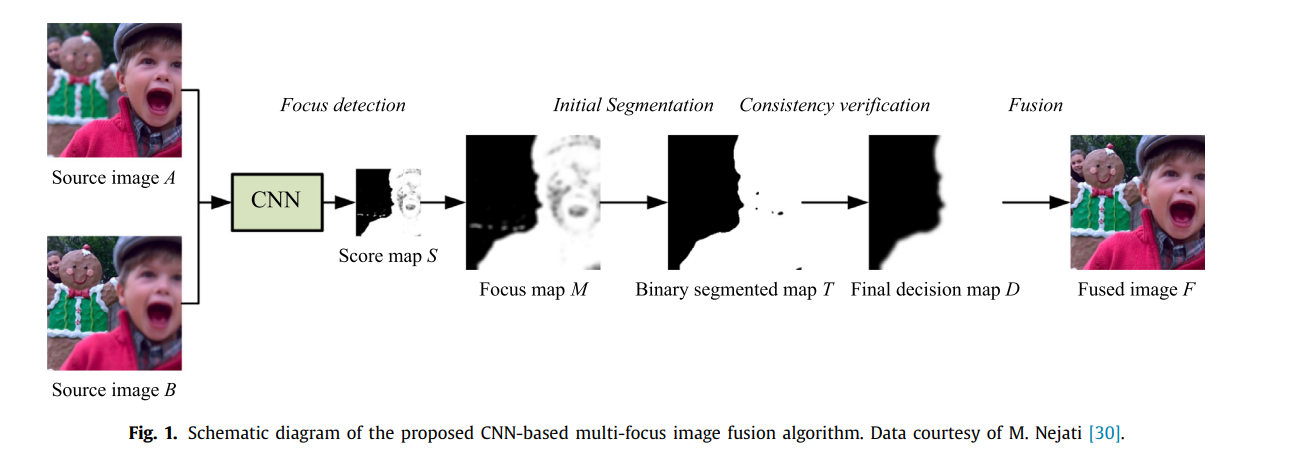 Focus detection
Initial Segmentation
Consistency verification
Fusion
Source image A
CNN
Score map S
Focus map M
Binary segmented map T
Final decision map D
Fused image F
Source image B
Fig. 1. Schematic diagram of the proposed CNN-based multi-focus image fusion algorithm. Data courtesy of M. Nejati [30].